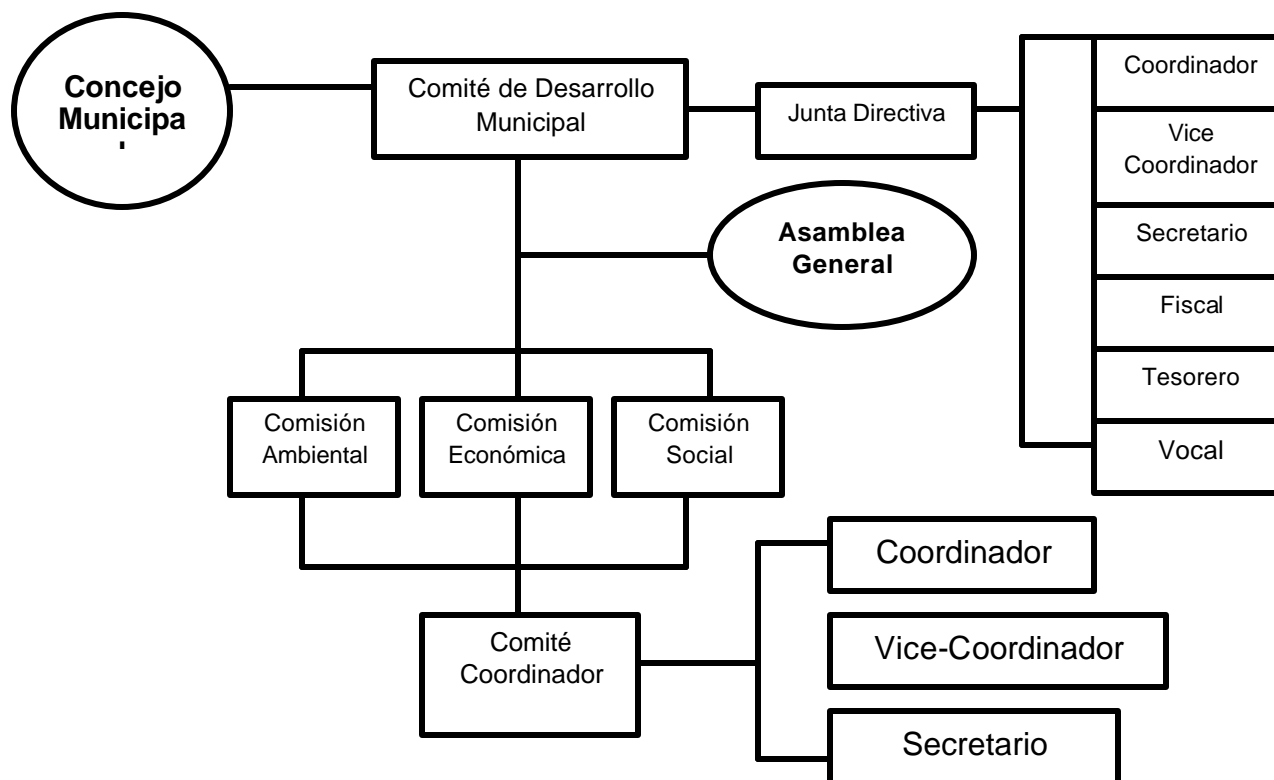 Concejo
Municipa
Comité de Desarrollo
Municipal
Junta Directiva
Coordinador
Vice
Coordinador
Secretario
Fiscal
Tesorero
Vocal
Asamblea
General
Comisión
Ambiental
Comisión
Económica
Comisión
Social
Comité
Coordinador
Coordinador
Vice-Coordinador
Secretario